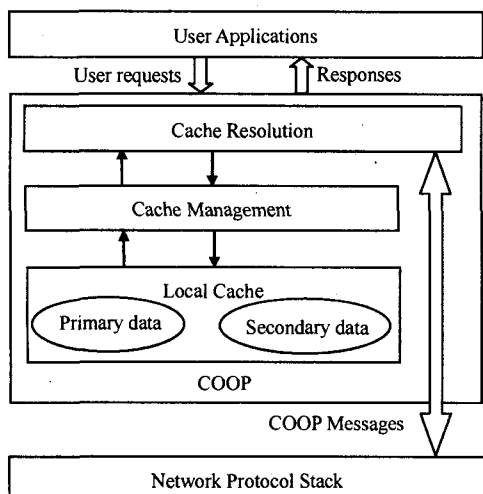 User Applications
User requests
Responses
Cache Resolution
Cache Management
Local Cache
Primary data
Secondary data
COOP
COOP Messages
Network Protocol Stack